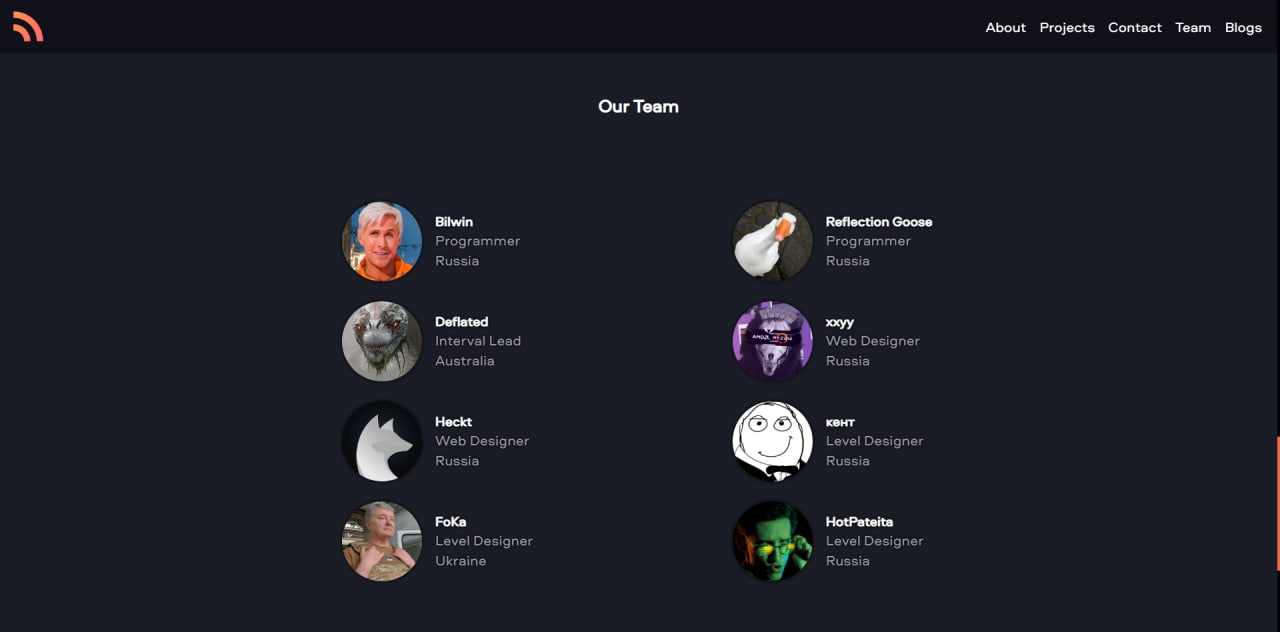 About Projects Contact Team Blogs
Our Team
Bilwin
Programmer
Russia
Reflection Goose
Programmer
Russia
Deflated
Interval Lead
Australia
xxyy
Web Designer
Russia
Heckt
Web Designer
Russia
кент
Level Designer
Russia
FoKa
Level Designer
Ukraine
HotPateita
Level Designer
Russia